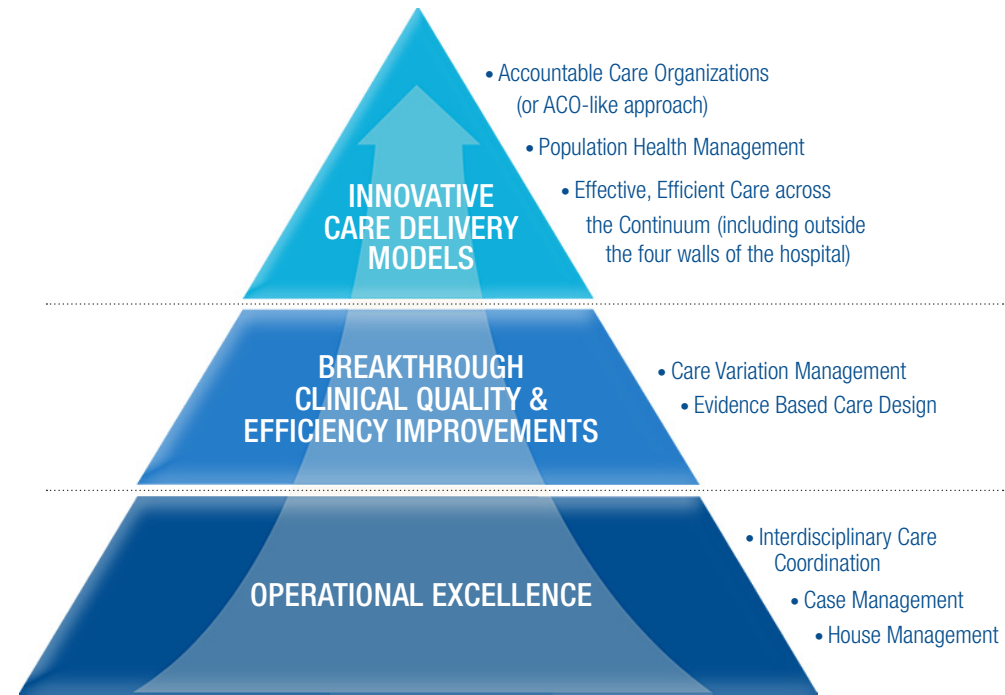 • Accountable Care Organizations
(or ACO-like approach)
• Population Health Management
• Effective, Efficient Care across
the Continuum (including outside
the four walls of the hospital)
INNOVATIVE
CARE DELIVERY
MODELS
BREAKTHROUGH
CLINICAL QUALITY &
EFFICIENCY IMPROVEMENTS
• Care Variation Management
• Evidence Based Care Design
OPERATIONAL EXCELLENCE
• Interdisciplinary Care
Coordination
• Case Management
• House Management